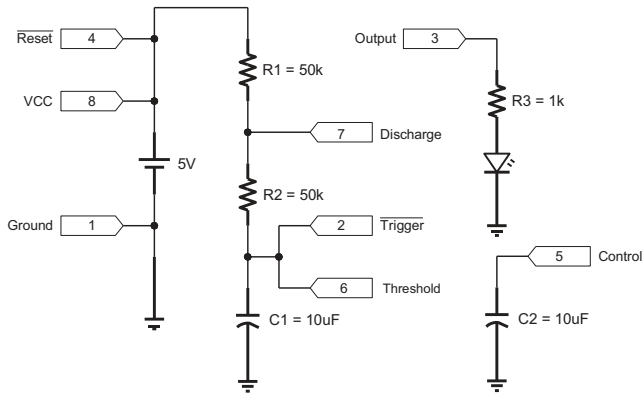 Reset 4
Output 3
R1 = 50k
VCC 8
R3 = 1k
7 Discharge
5V
R2 = 50k
Ground 1
2 Trigger
5 Control
6 Threshold
C1 = 10uF
C2 = 10uF